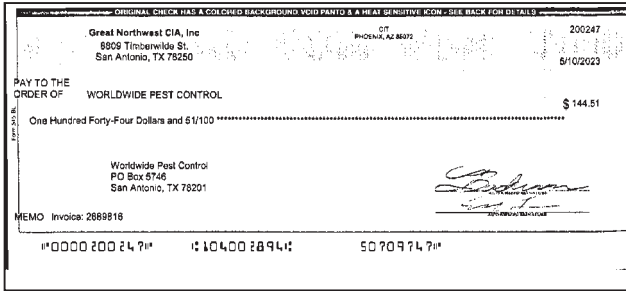 ORIGINAL CHECK HAS A COLORED BACKGROUND VOID PANTO & A HEAT SENSITIVE ICON - SEE BACK FOR DETAILS
Great Northwest CIA, Inc
6809 Timberwilde St.
San Antonio, TX 78250
CIT
PHOENIX, AZ 85072
200247
5/10/2023
PAY TO THE
ORDER OF WORLDWIDE PEST CONTROL
$ 144.51
One Hundred Forty-Four Dollars and 51/100
Worldwide Pest Control
PO Box 5746
San Antonio, TX 78201
MEMO Invoice: 2689816
⑈0000200247⑈ ⑆104002894⑆ 50709747⑈